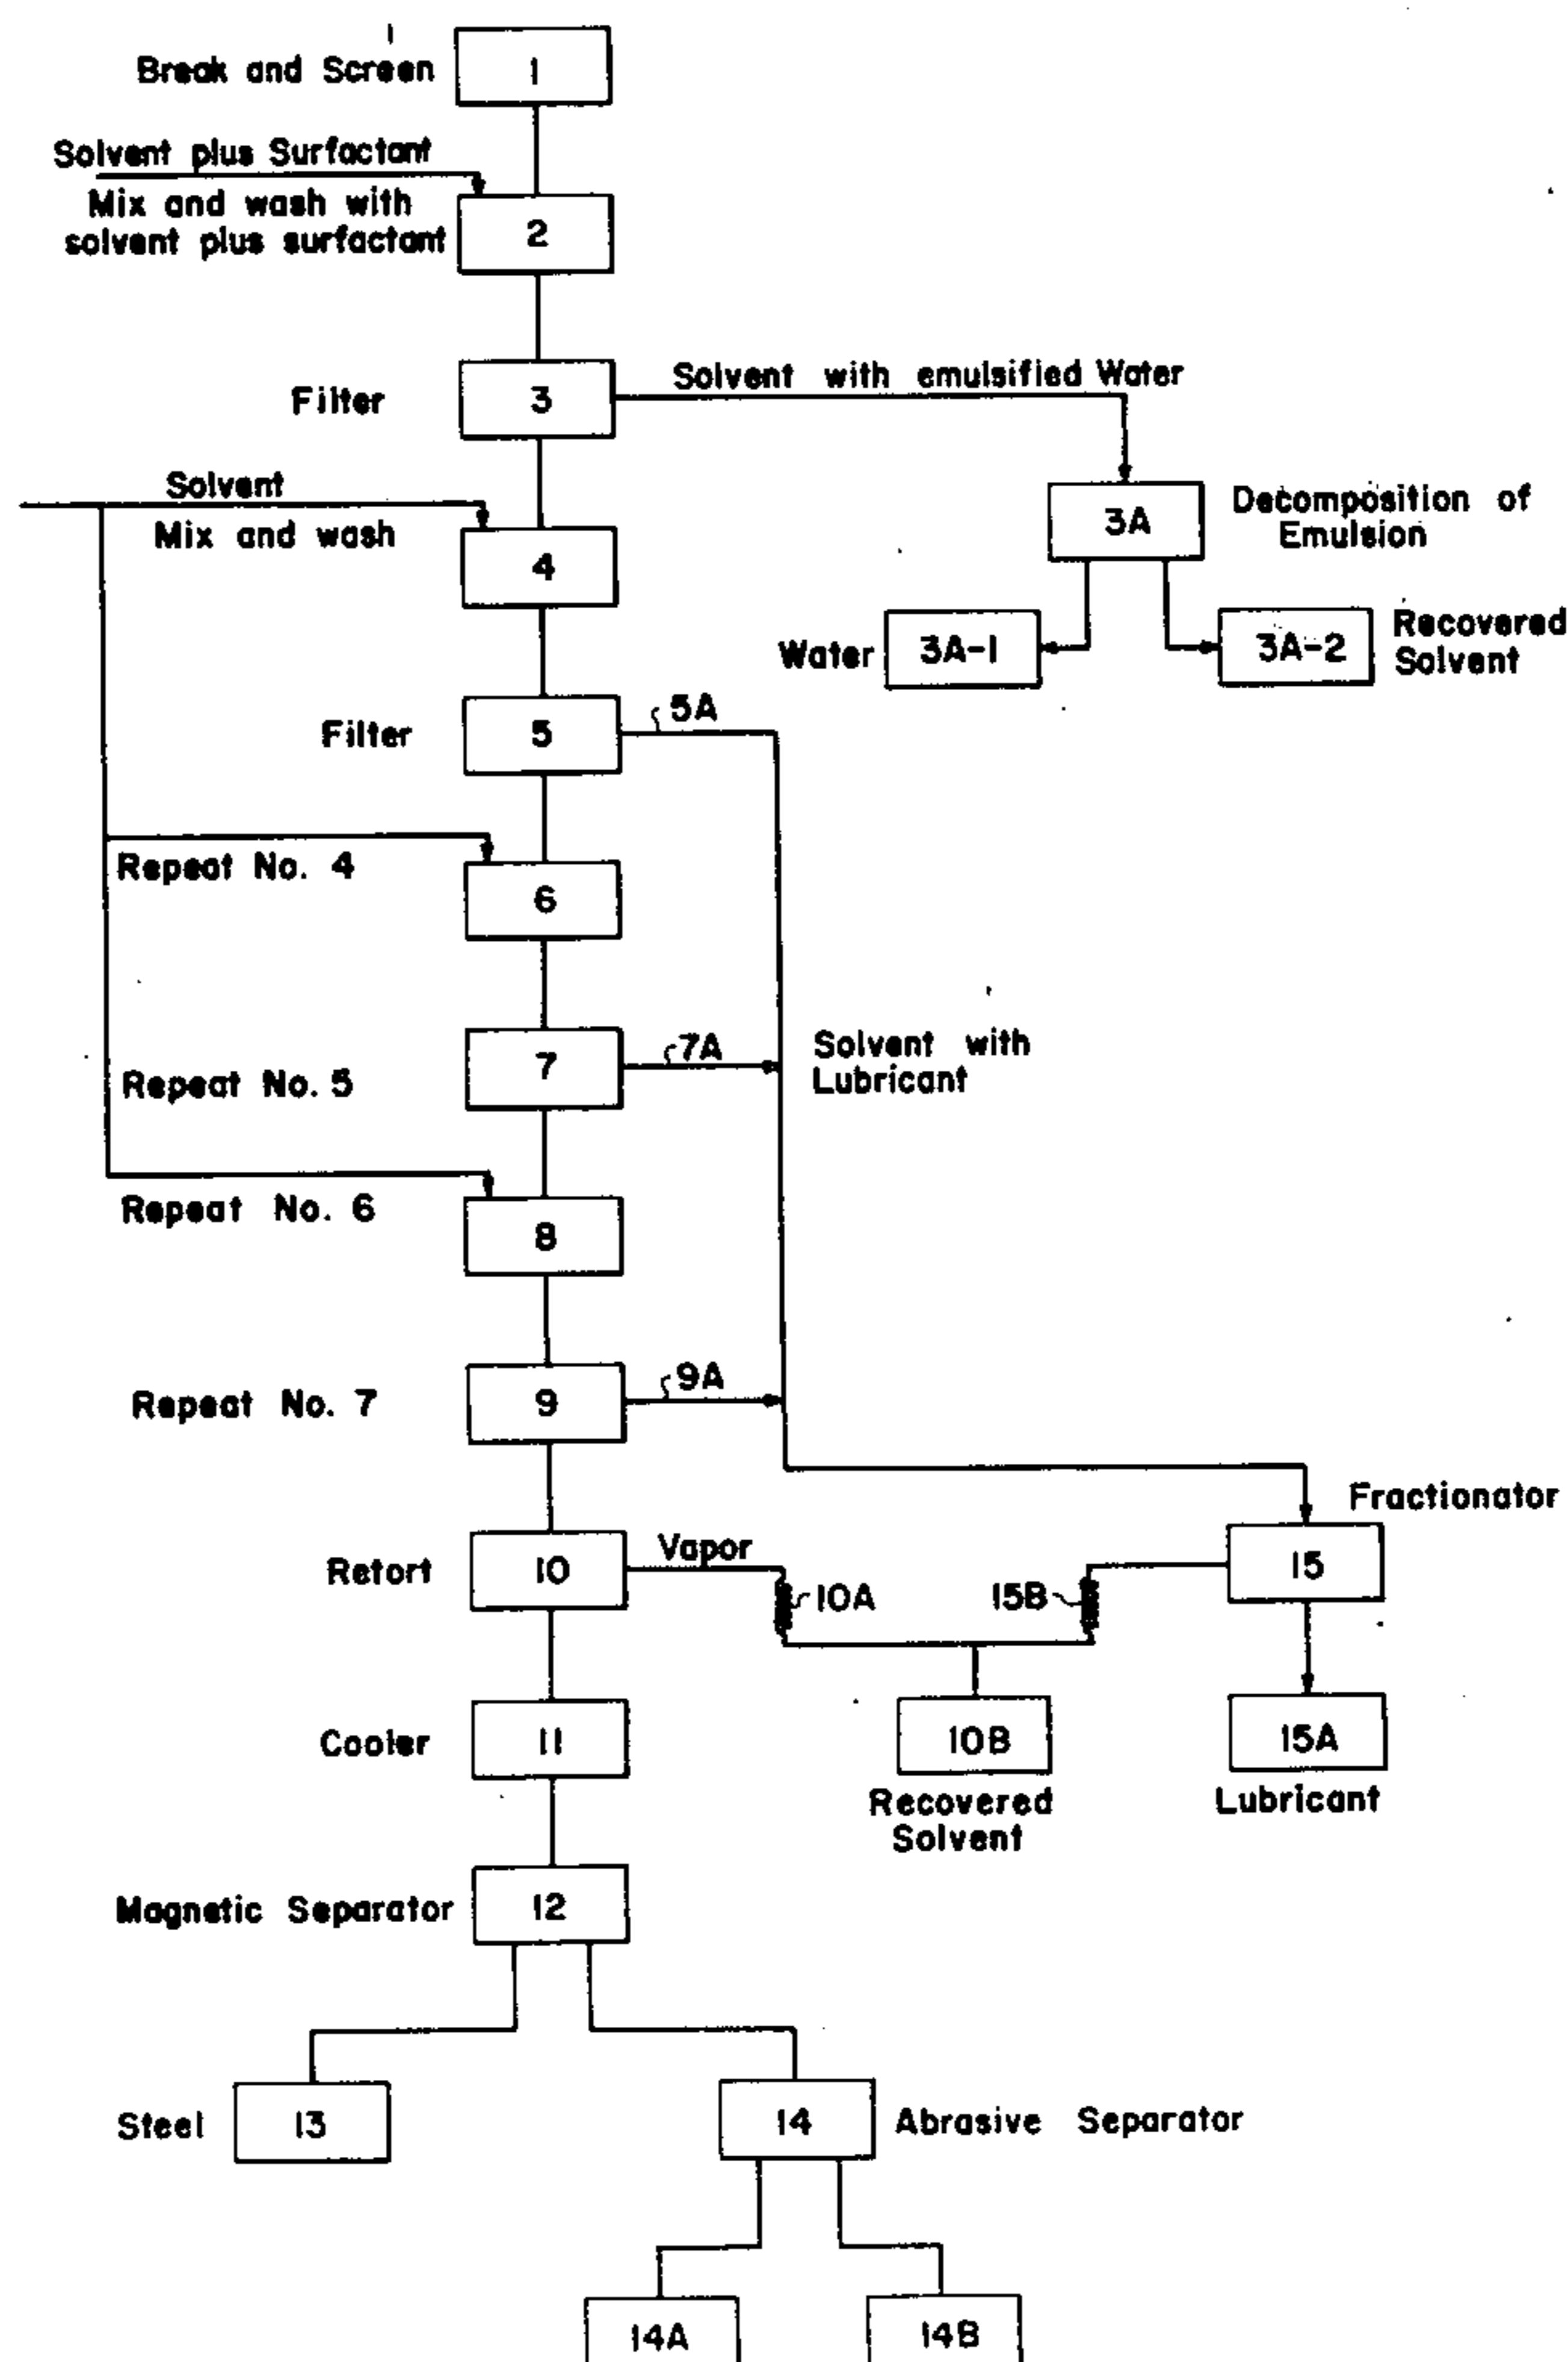 Break and Screen
1
Solvent plus Surfactant
Mix and wash with
solvent plus surfactant
2
Filter
3
Solvent with emulsified Water
3A
Decomposition of
Emulsion
Water
3A-1
3A-2
Recovered
Solvent
Solvent
Mix and wash
4
Filter
5
5A
Repeat No. 4
6
Repeat No. 5
7
7A
Solvent with
Lubricant
Repeat No. 6
8
Repeat No. 7
9
9A
Fractionator
15
Retort
10
Vapor
10A
15B
Cooler
11
10B
Recovered
Solvent
15A
Lubricant
Magnetic Separator
12
Steel
13
14
Abrasive Separator
14A
14B